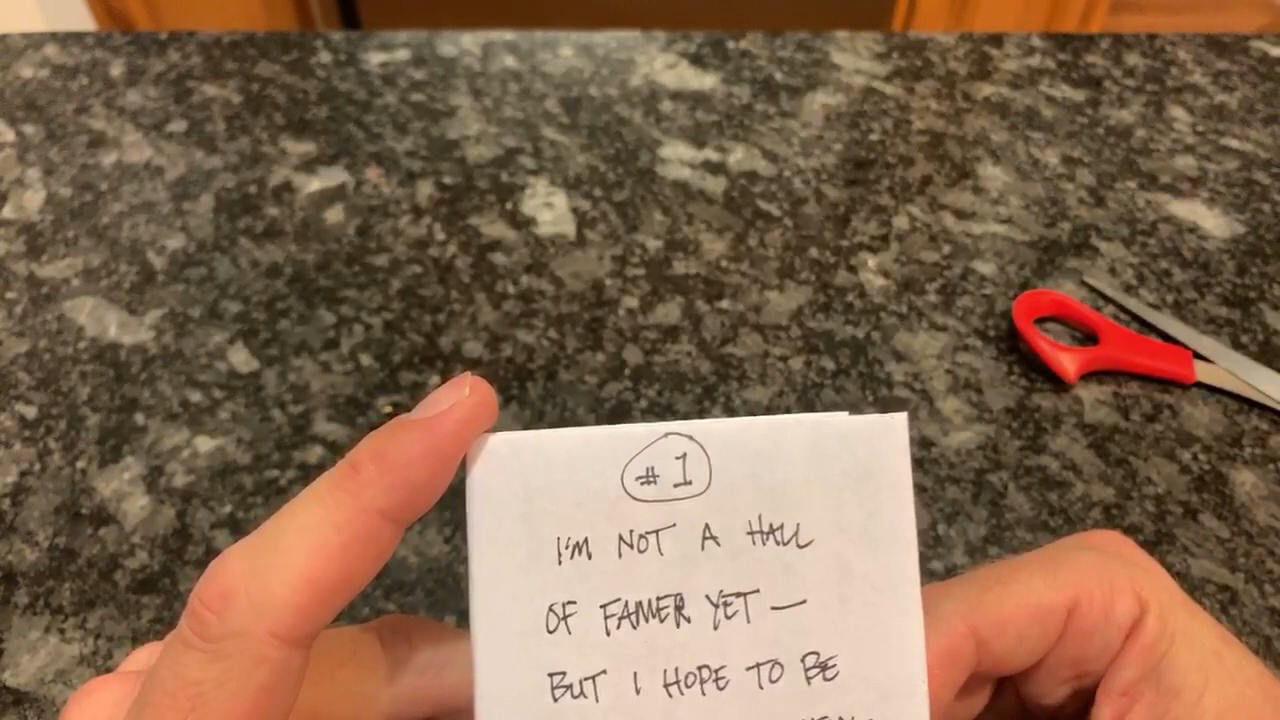 #1
I'M NOT A HALL
OF FAMER YET —
BUT I HOPE TO BE